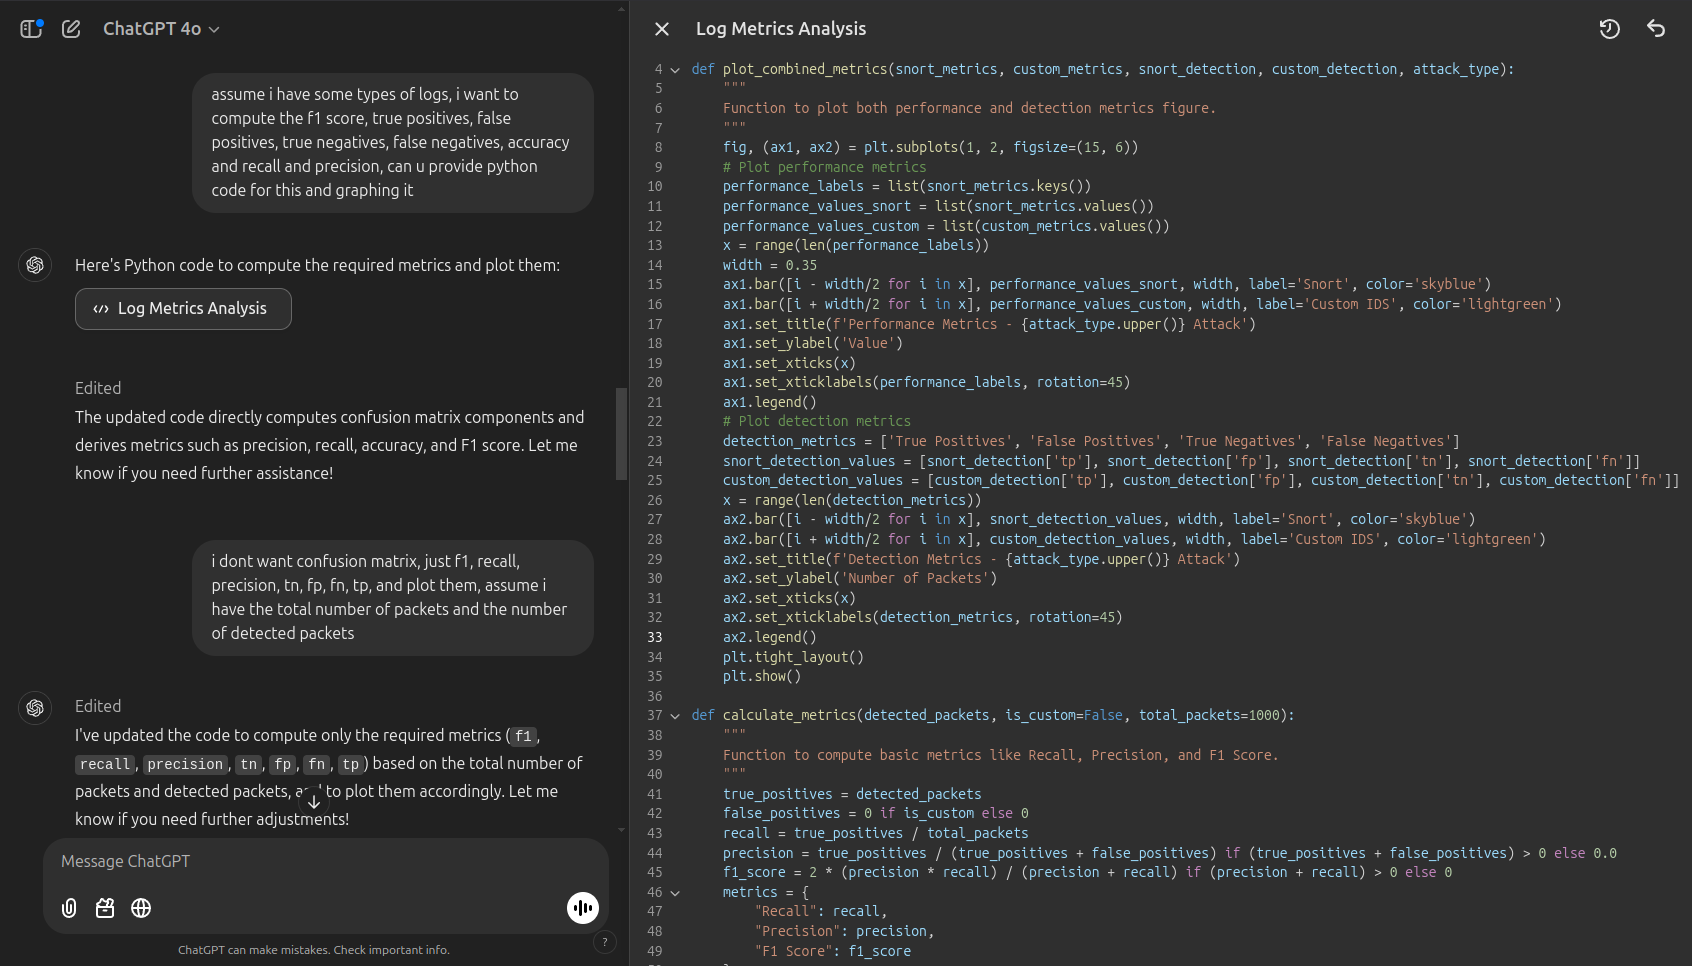 ChatGPT 4o
assume i have some types of logs, i want to
compute the f1 score, true positives, false
positives, true negatives, false negatives, accuracy
and recall and precision, can u provide python
code for this and graphing it
Here's Python code to compute the required metrics and plot them:
Log Metrics Analysis
Edited
The updated code directly computes confusion matrix components and
derives metrics such as precision, recall, accuracy, and F1 score. Let me
know if you need further assistance!
i dont want confusion matrix, just f1, recall,
precision, tn, fp, fn, tp, and plot them, assume i
have the total number of packets and the number
of detected packets
Edited
I've updated the code to compute only the required metrics (f1,
recall, precision, tn, fp, fn, tp) based on the total number of
packets and detected packets, to plot them accordingly. Let me
know if you need further adjustments!
Message ChatGPT
ChatGPT can make mistakes. Check important info.
?
Log Metrics Analysis
4 def plot_combined_metrics(snort_metrics, custom_metrics, snort_detection, custom_detection, attack_type):
5 """
6 Function to plot both performance and detection metrics figure.
7 """
8 fig, (ax1, ax2) = plt.subplots(1, 2, figsize=(15, 6))
9 # Plot performance metrics
10 performance_labels = list(snort_metrics.keys())
11 performance_values_snort = list(snort_metrics.values())
12 performance_values_custom = list(custom_metrics.values())
13 x = range(len(performance_labels))
14 width = 0.35
15 ax1.bar([i - width/2 for i in x], performance_values_snort, width, label='Snort', color='skyblue')
16 ax1.bar([i + width/2 for i in x], performance_values_custom, width, label='Custom IDS', color='lightgreen')
17 ax1.set_title(f'Performance Metrics - {attack_type.upper()} Attack')
18 ax1.set_ylabel('Value')
19 ax1.set_xticks(x)
20 ax1.set_xticklabels(performance_labels, rotation=45)
21 ax1.legend()
22 # Plot detection metrics
23 detection_metrics = ['True Positives', 'False Positives', 'True Negatives', 'False Negatives']
24 snort_detection_values = [snort_detection['tp'], snort_detection['fp'], snort_detection['tn'], snort_detection['fn']]
25 custom_detection_values = [custom_detection['tp'], custom_detection['fp'], custom_detection['tn'], custom_detection['fn']]
26 x = range(len(detection_metrics))
27 ax2.bar([i - width/2 for i in x], snort_detection_values, width, label='Snort', color='skyblue')
28 ax2.bar([i + width/2 for i in x], custom_detection_values, width, label='Custom IDS', color='lightgreen')
29 ax2.set_title(f'Detection Metrics - {attack_type.upper()} Attack')
30 ax2.set_ylabel('Number of Packets')
31 ax2.set_xticks(x)
32 ax2.set_xticklabels(detection_metrics, rotation=45)
33 ax2.legend()
34 plt.tight_layout()
35 plt.show()
36
37 def calculate_metrics(detected_packets, is_custom=False, total_packets=1000):
38 """
39 Function to compute basic metrics like Recall, Precision, and F1 Score.
40 """
41 true_positives = detected_packets
42 false_positives = 0 if is_custom else 0
43 recall = true_positives / total_packets
44 precision = true_positives / (true_positives + false_positives) if (true_positives + false_positives) > 0 else 0.0
45 f1_score = 2 * (precision * recall) / (precision + recall) if (precision + recall) > 0 else 0
46 metrics = {
47 "Recall": recall,
48 "Precision": precision,
49 "F1 Score": f1_score